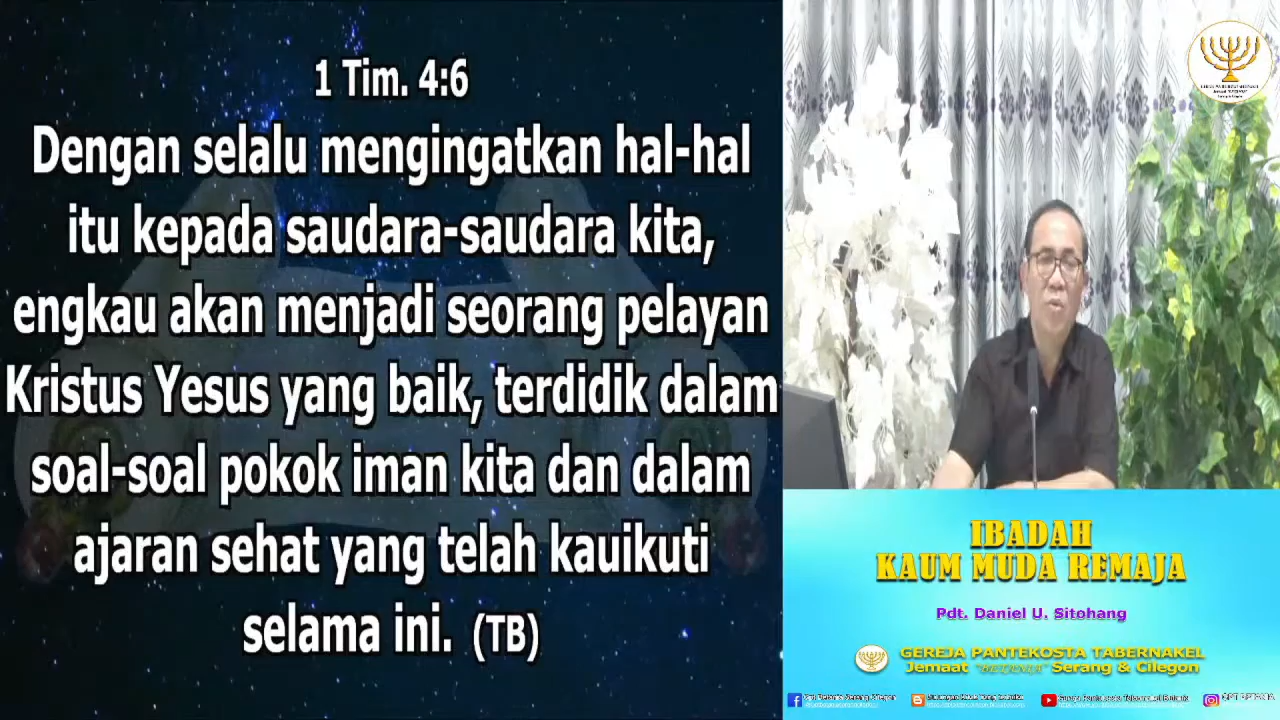 1 Tim. 4:6
Dengan selalu mengingatkan hal-hal
itu kepada saudara-saudara kita,
engkau akan menjadi seorang pelayan
Kristus Yesus yang baik, terdidik dalam
soal-soal pokok iman kita dan dalam
ajaran sehat yang telah kauikuti
selama ini. (TB)
IBADAH
KAUM MUDA REMAJA
Pdt. Daniel U. Sitohang
GEREJA PANTEKOSTA TABERNAKEL
Jemaat "BETANIA" Serang & Cilegon